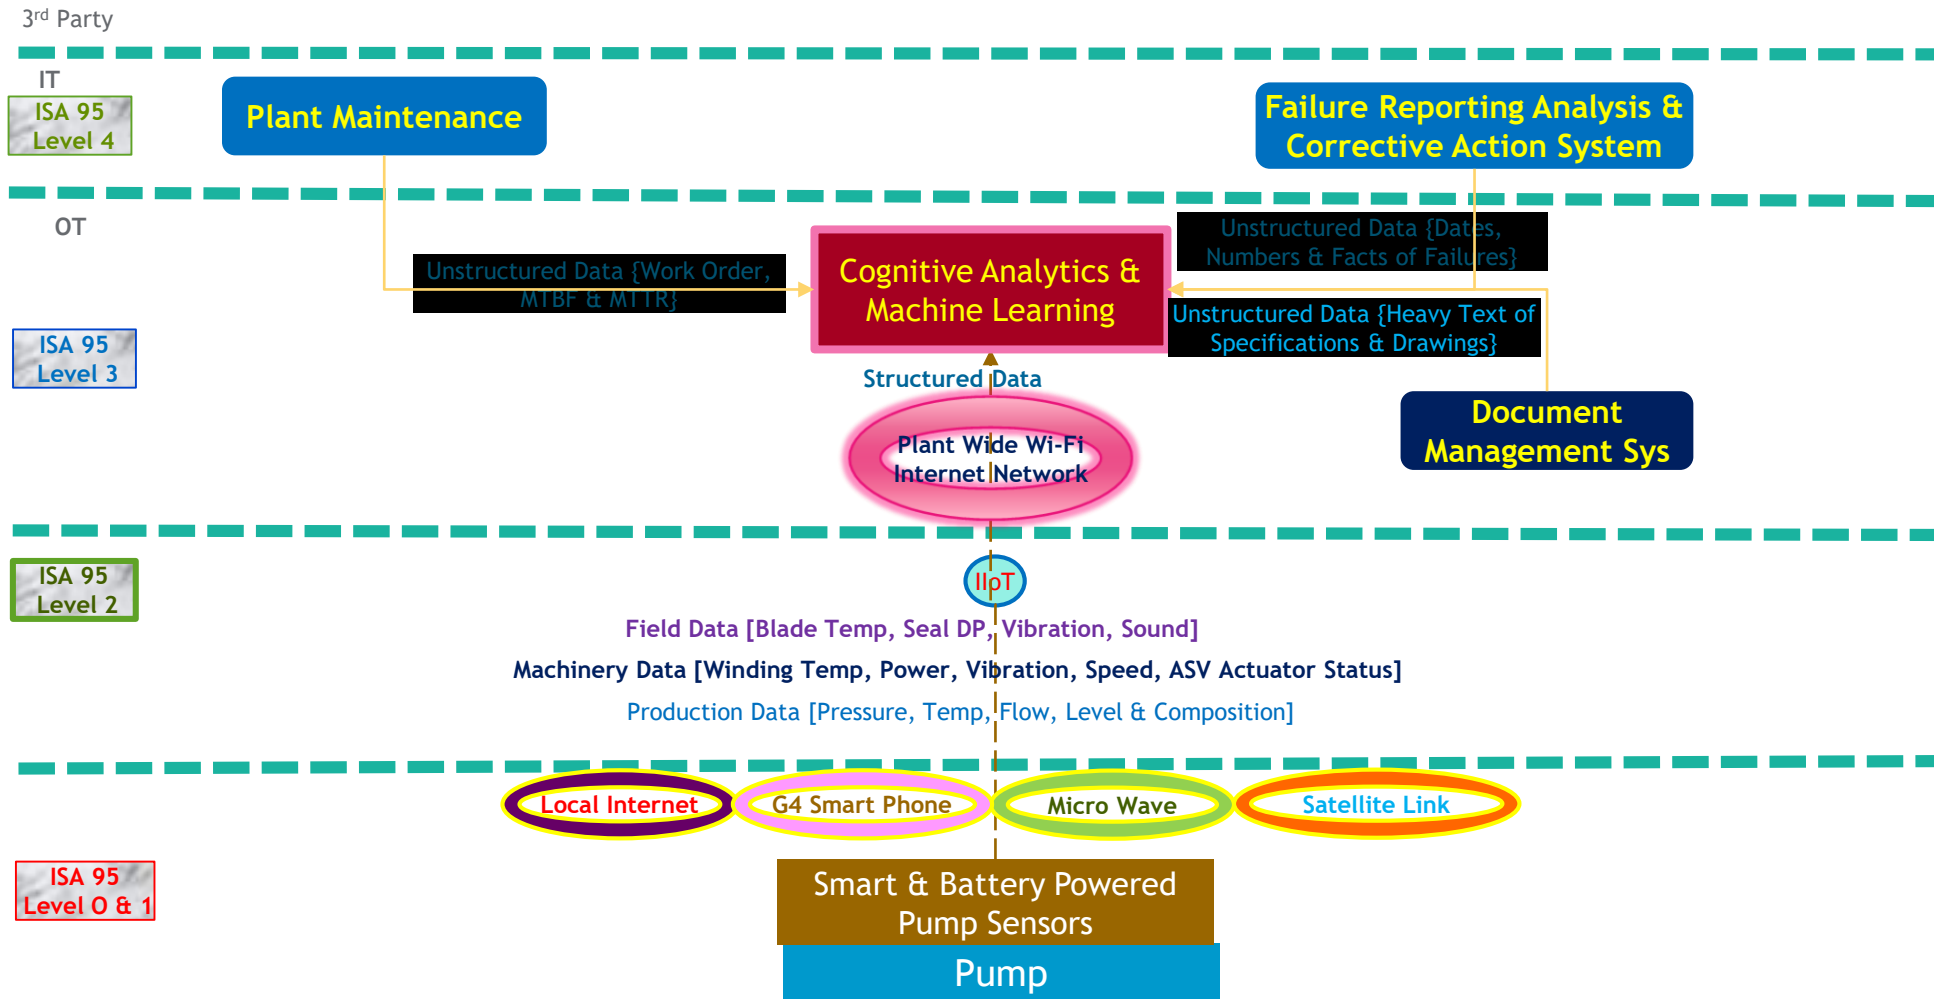 3rd Party
IT
ISA 95
Level 4
Plant Maintenance
Failure Reporting Analysis &
Corrective Action System
OT
Unstructured Data {Work Order,
MTBF & MTTR}
Cognitive Analytics &
Machine Learning
Unstructured Data {Dates,
Numbers & Facts of Failures}
Unstructured Data {Heavy Text of
Specifications & Drawings}
ISA 95
Level 3
Structured Data
Document
Management Sys
Plant Wide Wi-Fi
Internet Network
ISA 95
Level 2
IIpT
Field Data [Blade Temp, Seal DP, Vibration, Sound]
Machinery Data [Winding Temp, Power, Vibration, Speed, ASV Actuator Status]
Production Data [Pressure, Temp, Flow, Level & Composition]
Local Internet
G4 Smart Phone
Micro Wave
Satellite Link
ISA 95
Level O & 1
Smart & Battery Powered
Pump Sensors
Pump